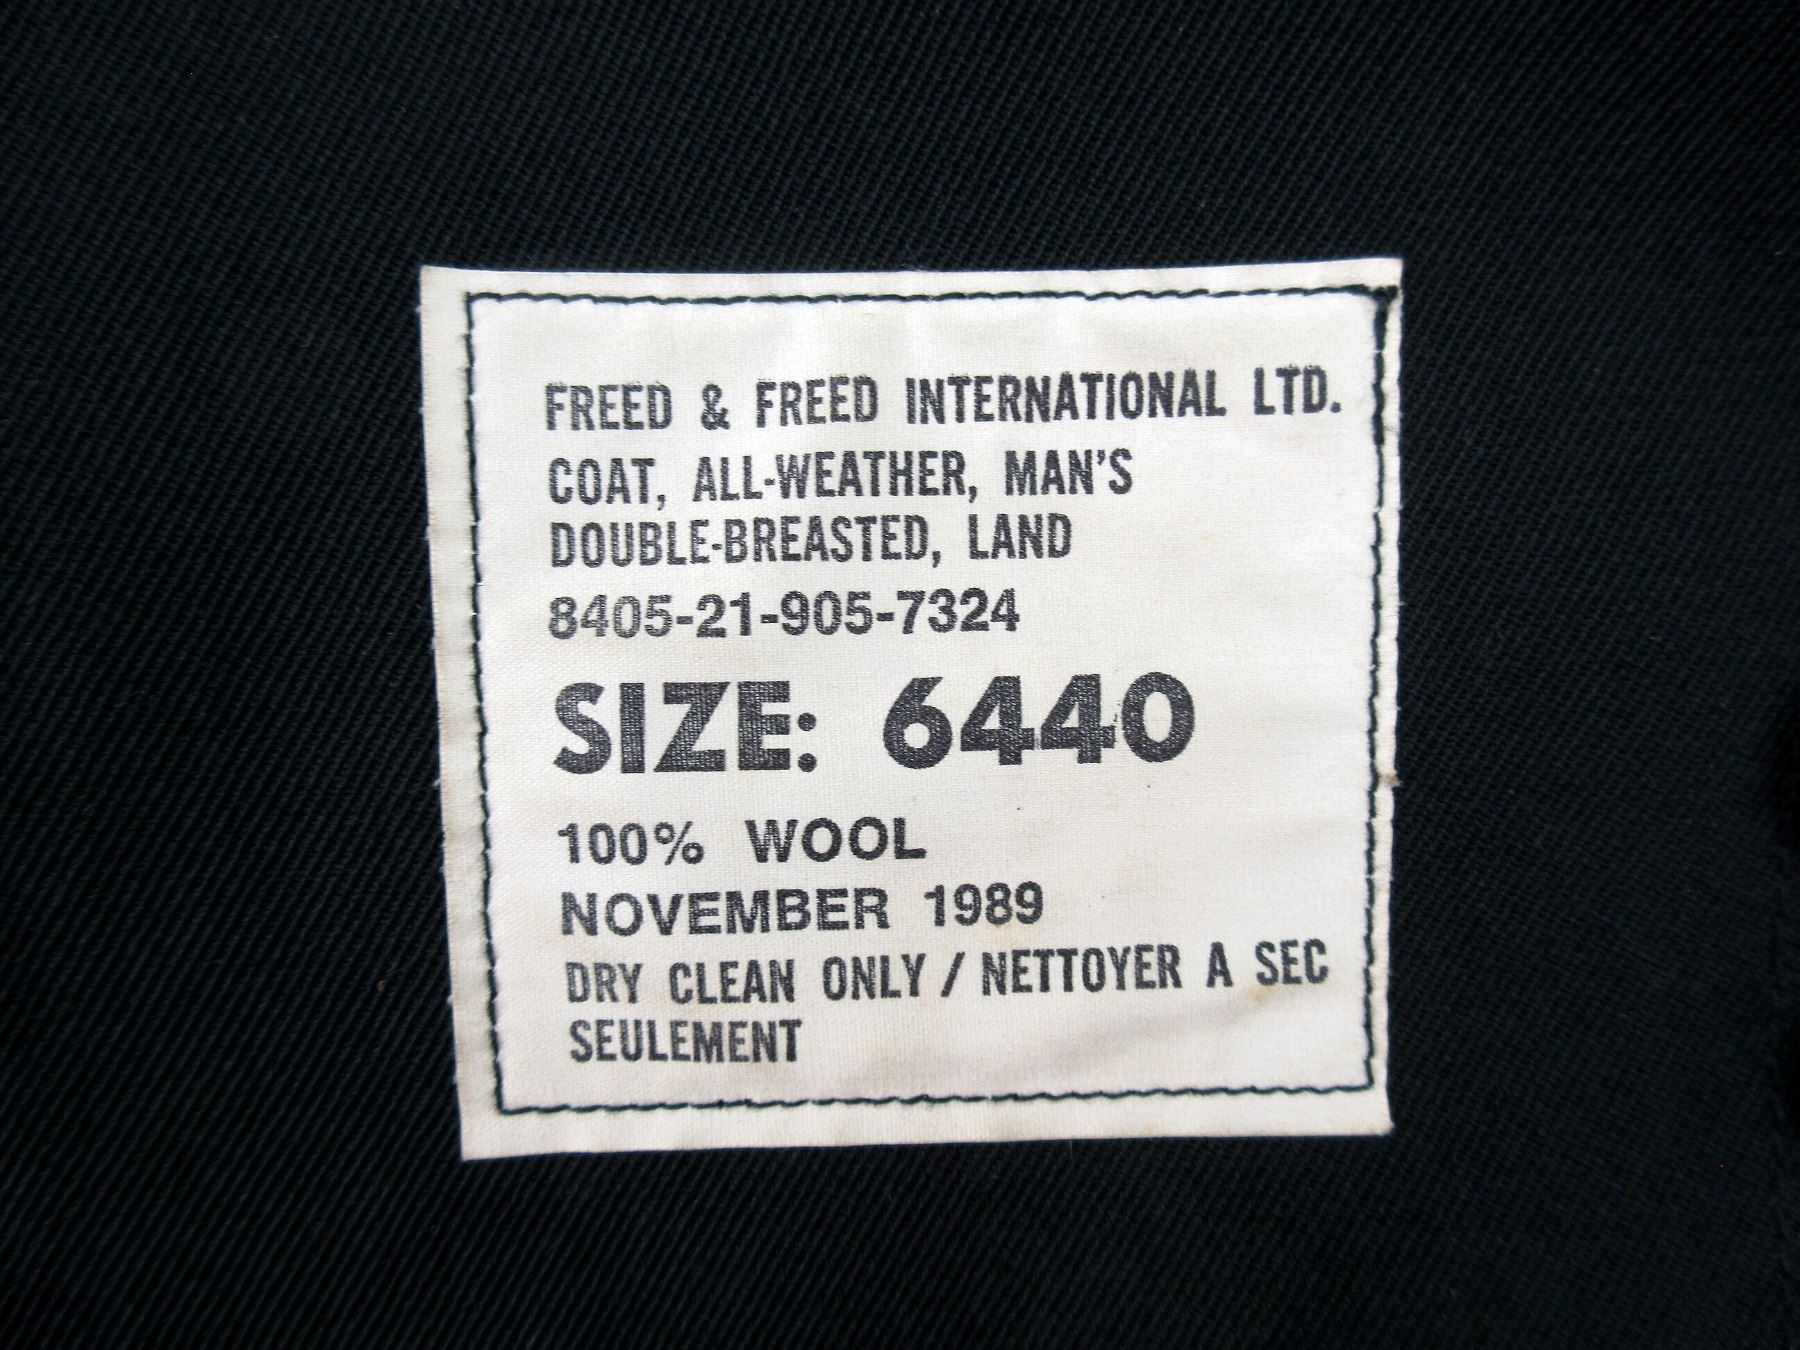 FREED & FREED INTERNATIONAL LTD.
COAT, ALL-WEATHER, MAN'S
DOUBLE-BREASTED, LAND
8405-21-905-7324
SIZE: 6440
100% WOOL
NOVEMBER 1989
DRY CLEAN ONLY / NETTOYER A SEC
SEULEMENT